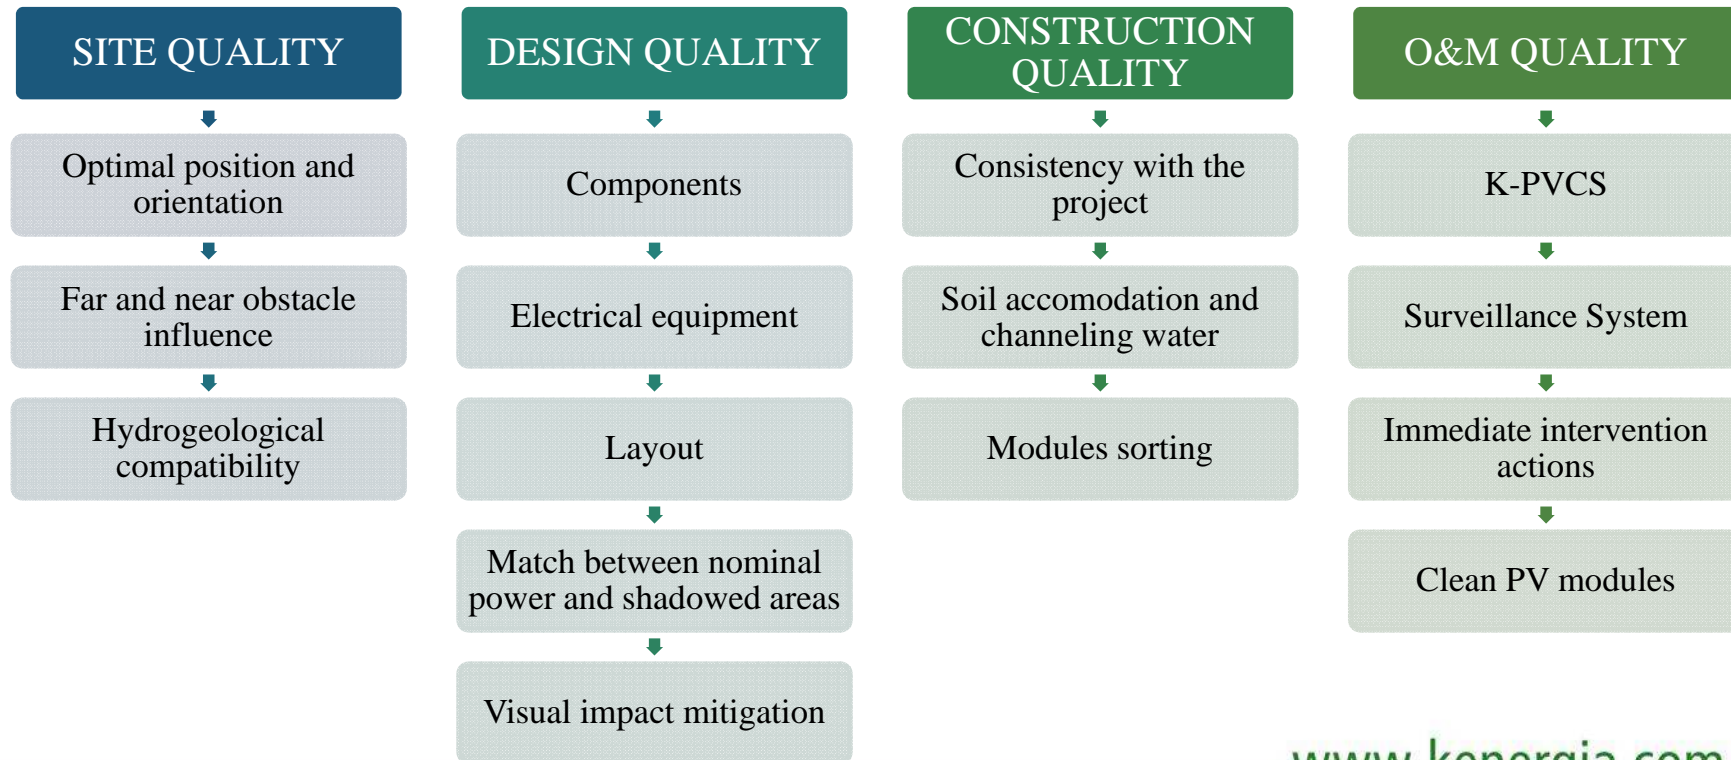 SITE QUALITY
Optimal position and
orientation
Far and near obstacle
influence
Hydrogeological
compatibility
DESIGN QUALITY
Components
Electrical equipment
Layout
Match between nominal
power and shadowed areas
Visual impact mitigation
CONSTRUCTION
QUALITY
Consistency with the
project
Soil accomodation and
channeling water
Modules sorting
O&M QUALITY
K-PVCS
Surveillance System
Immediate intervention
actions
Clean PV modules
www.kenergia.com